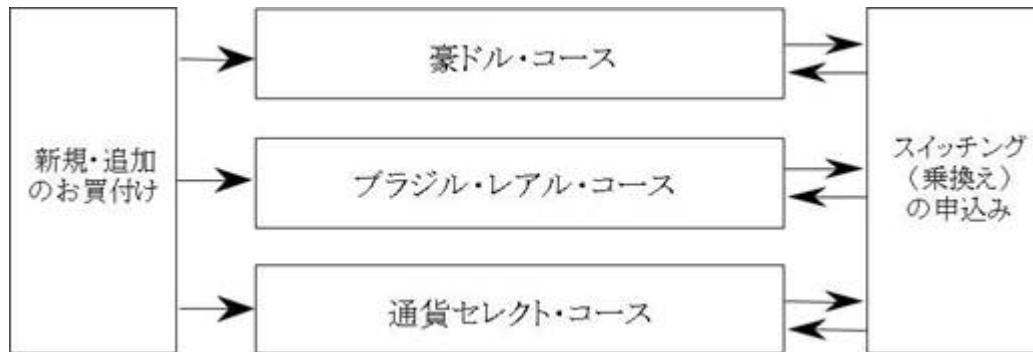 新規・追加
のお買付け
豪ドル・コース
ブラジル・レアル・コース
通貨セレクト・コース
スイッチング
（乗換え）
の申込み